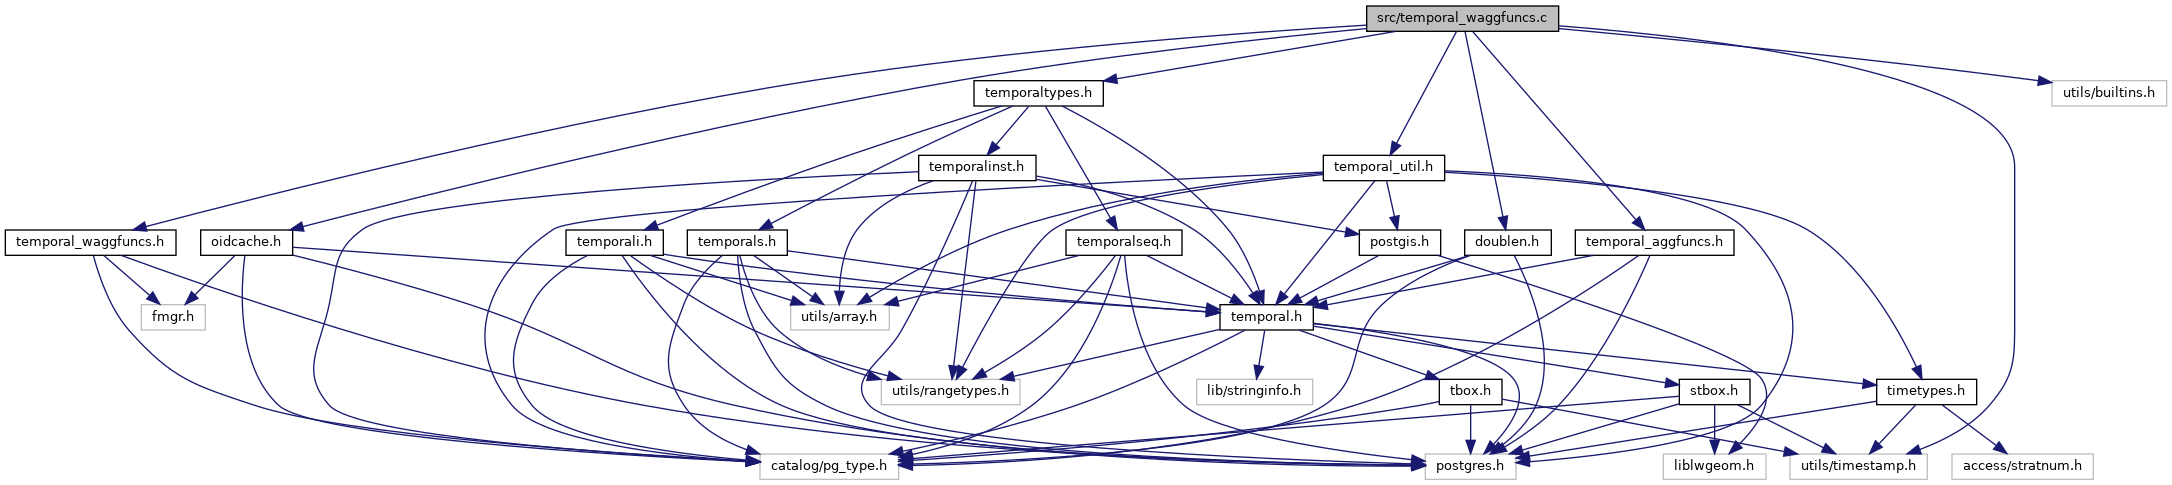 src/temporal_waggfuncs.c
temporaltypes.h
utils/builtins.h
temporalinst.h
temporal_util.h
temporal_waggfuncs.h
oidcache.h
temporali.h
temporals.h
temporalseq.h
postgis.h
doublen.h
temporal_aggfuncs.h
fmgr.h
utils/array.h
temporal.h
utils/rangetypes.h
lib/stringinfo.h
tbox.h
stbox.h
timetypes.h
catalog/pg_type.h
postgres.h
liblwgeom.h
utils/timestamp.h
access/stratnum.h